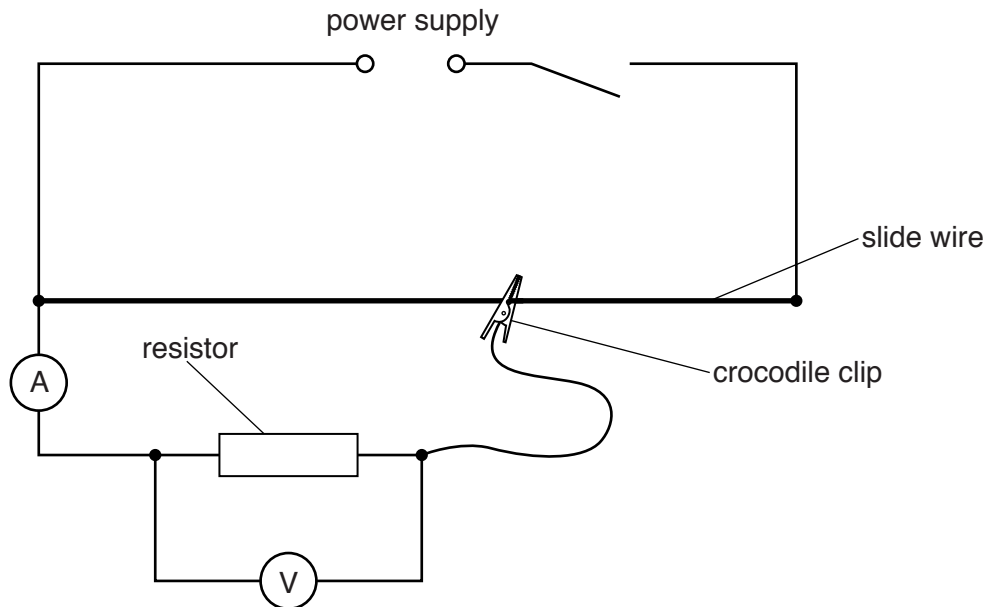 power supply
slide wire
resistor
crocodile clip
A
V